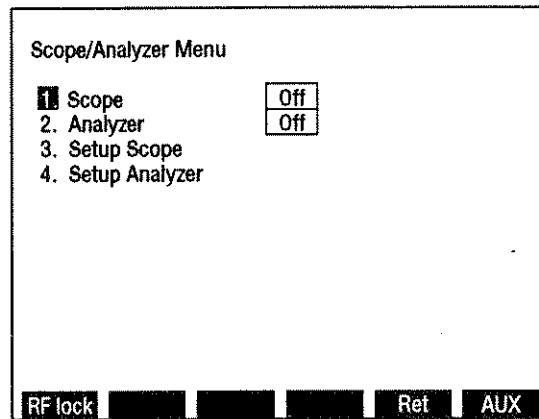 Scope/Analyzer Menu
1. Scope Off
2. Analyzer Off
3. Setup Scope
4. Setup Analyzer
RF lock Ret AUX